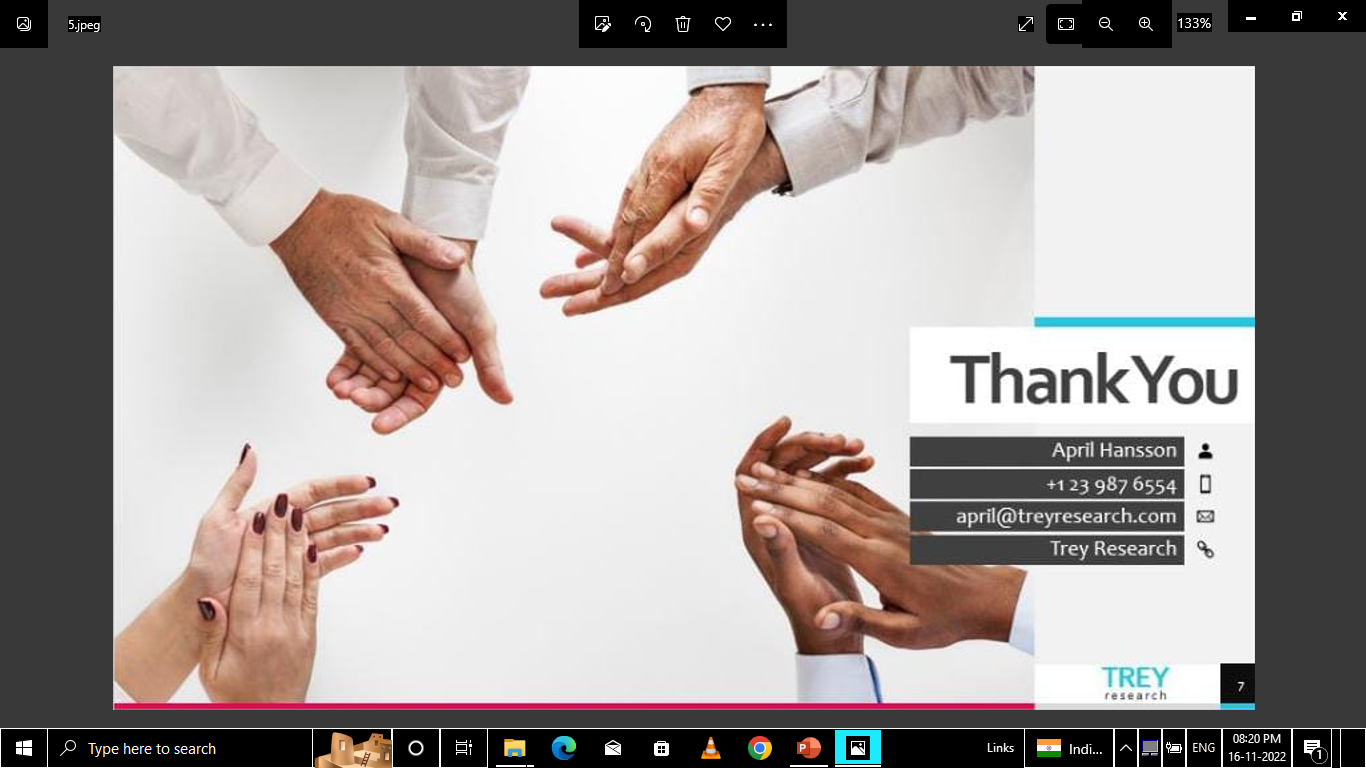 5.jpeg
133%
ThankYou
April Hansson
+1 23 987 6554
april@treyresearch.com
Trey Research
TREY
research
7
Type here to search
Links
Indi...
ENG
08:20 PM
16-11-2022
1